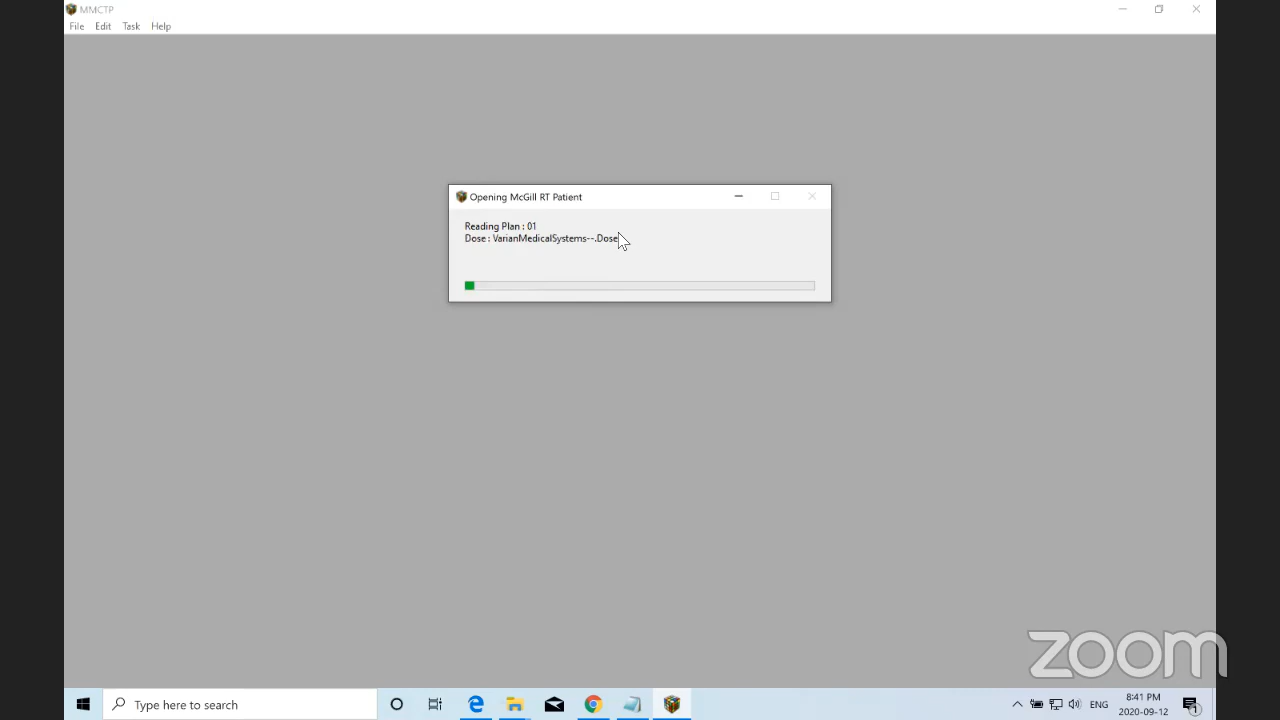 MMCTP
File Edit Task Help
Opening McGill RT Patient
Reading Plan : 01
Dose : VarianMedicalSystems--.Dose
zoom
Type here to search
ENG
8:41 PM
2020-09-12
1